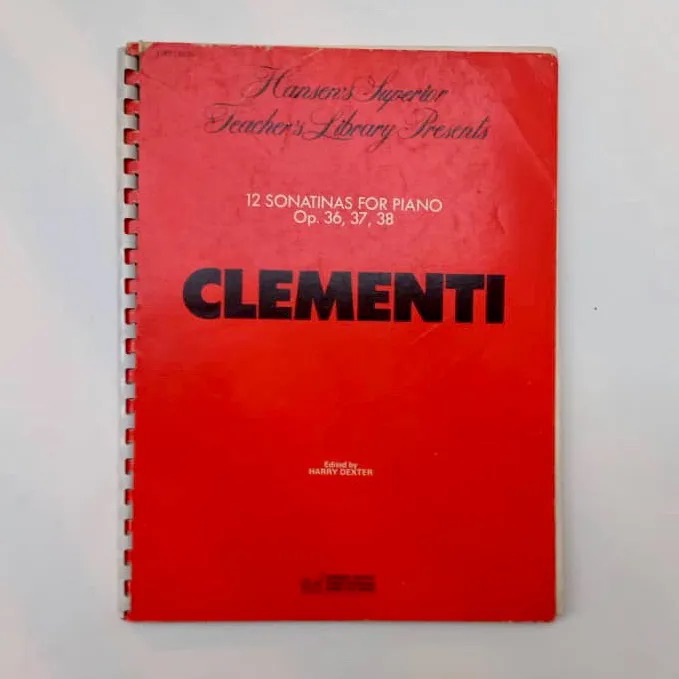 Hansen's Superior
Teacher's Library Presents
12 SONATINAS FOR PIANO
Op. 36, 37, 38
CLEMENTI
Edited by
HARRY DEXTER